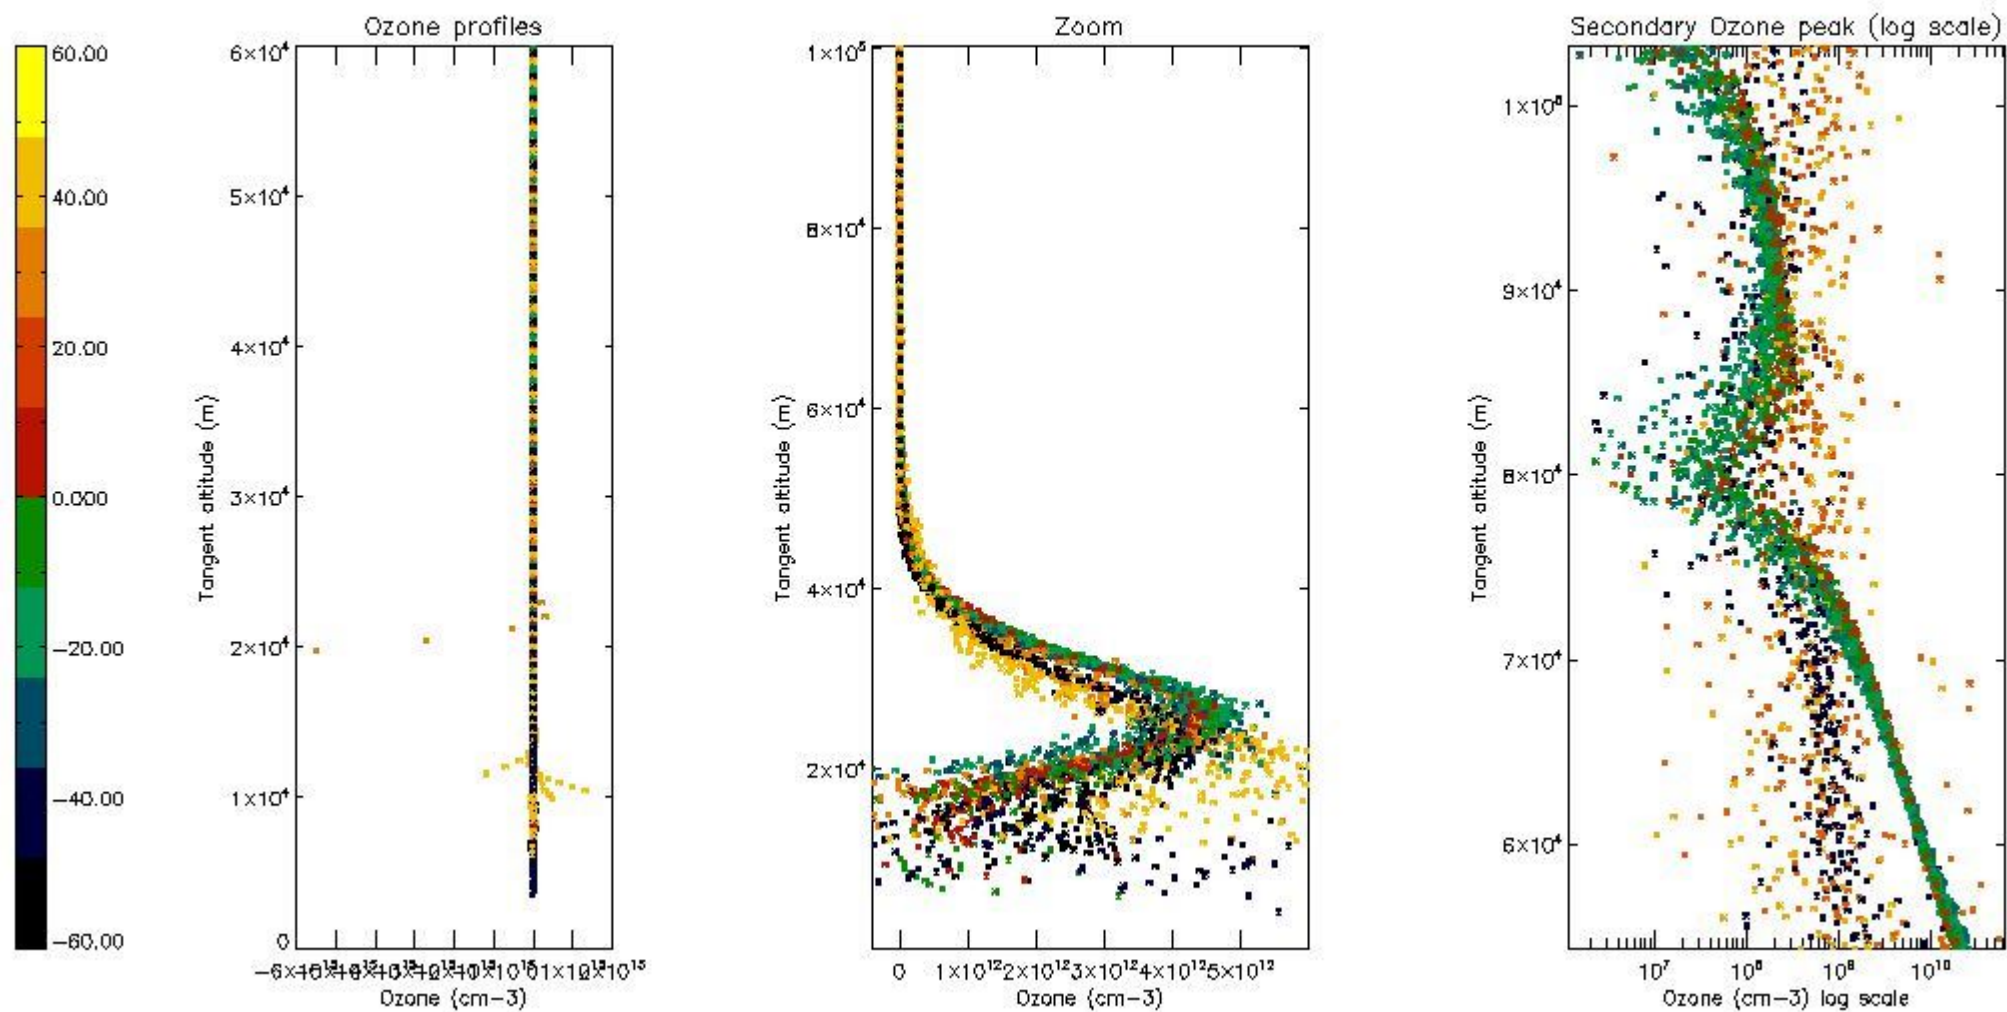 Ozone profiles
Zoom
Secondary Ozone peak (log scale)
60.00
40.00
20.00
0.000
−20.00
−40.00
−60.00
6×10⁴
5×10⁴
4×10⁴
3×10⁴
2×10⁴
1×10⁴
0
Tangent altitude (m)
Ozone (cm−3)
1×10⁵
8×10⁴
6×10⁴
4×10⁴
2×10⁴
Tangent altitude (m)
0 1×10¹² 2×10¹² 3×10¹² 4×10¹² 5×10¹²
Ozone (cm−3)
9×10⁴
8×10⁴
7×10⁴
6×10⁴
Tangent altitude (m)
10⁷ 10⁸ 10⁹ 10¹⁰
Ozone (cm−3) log scale